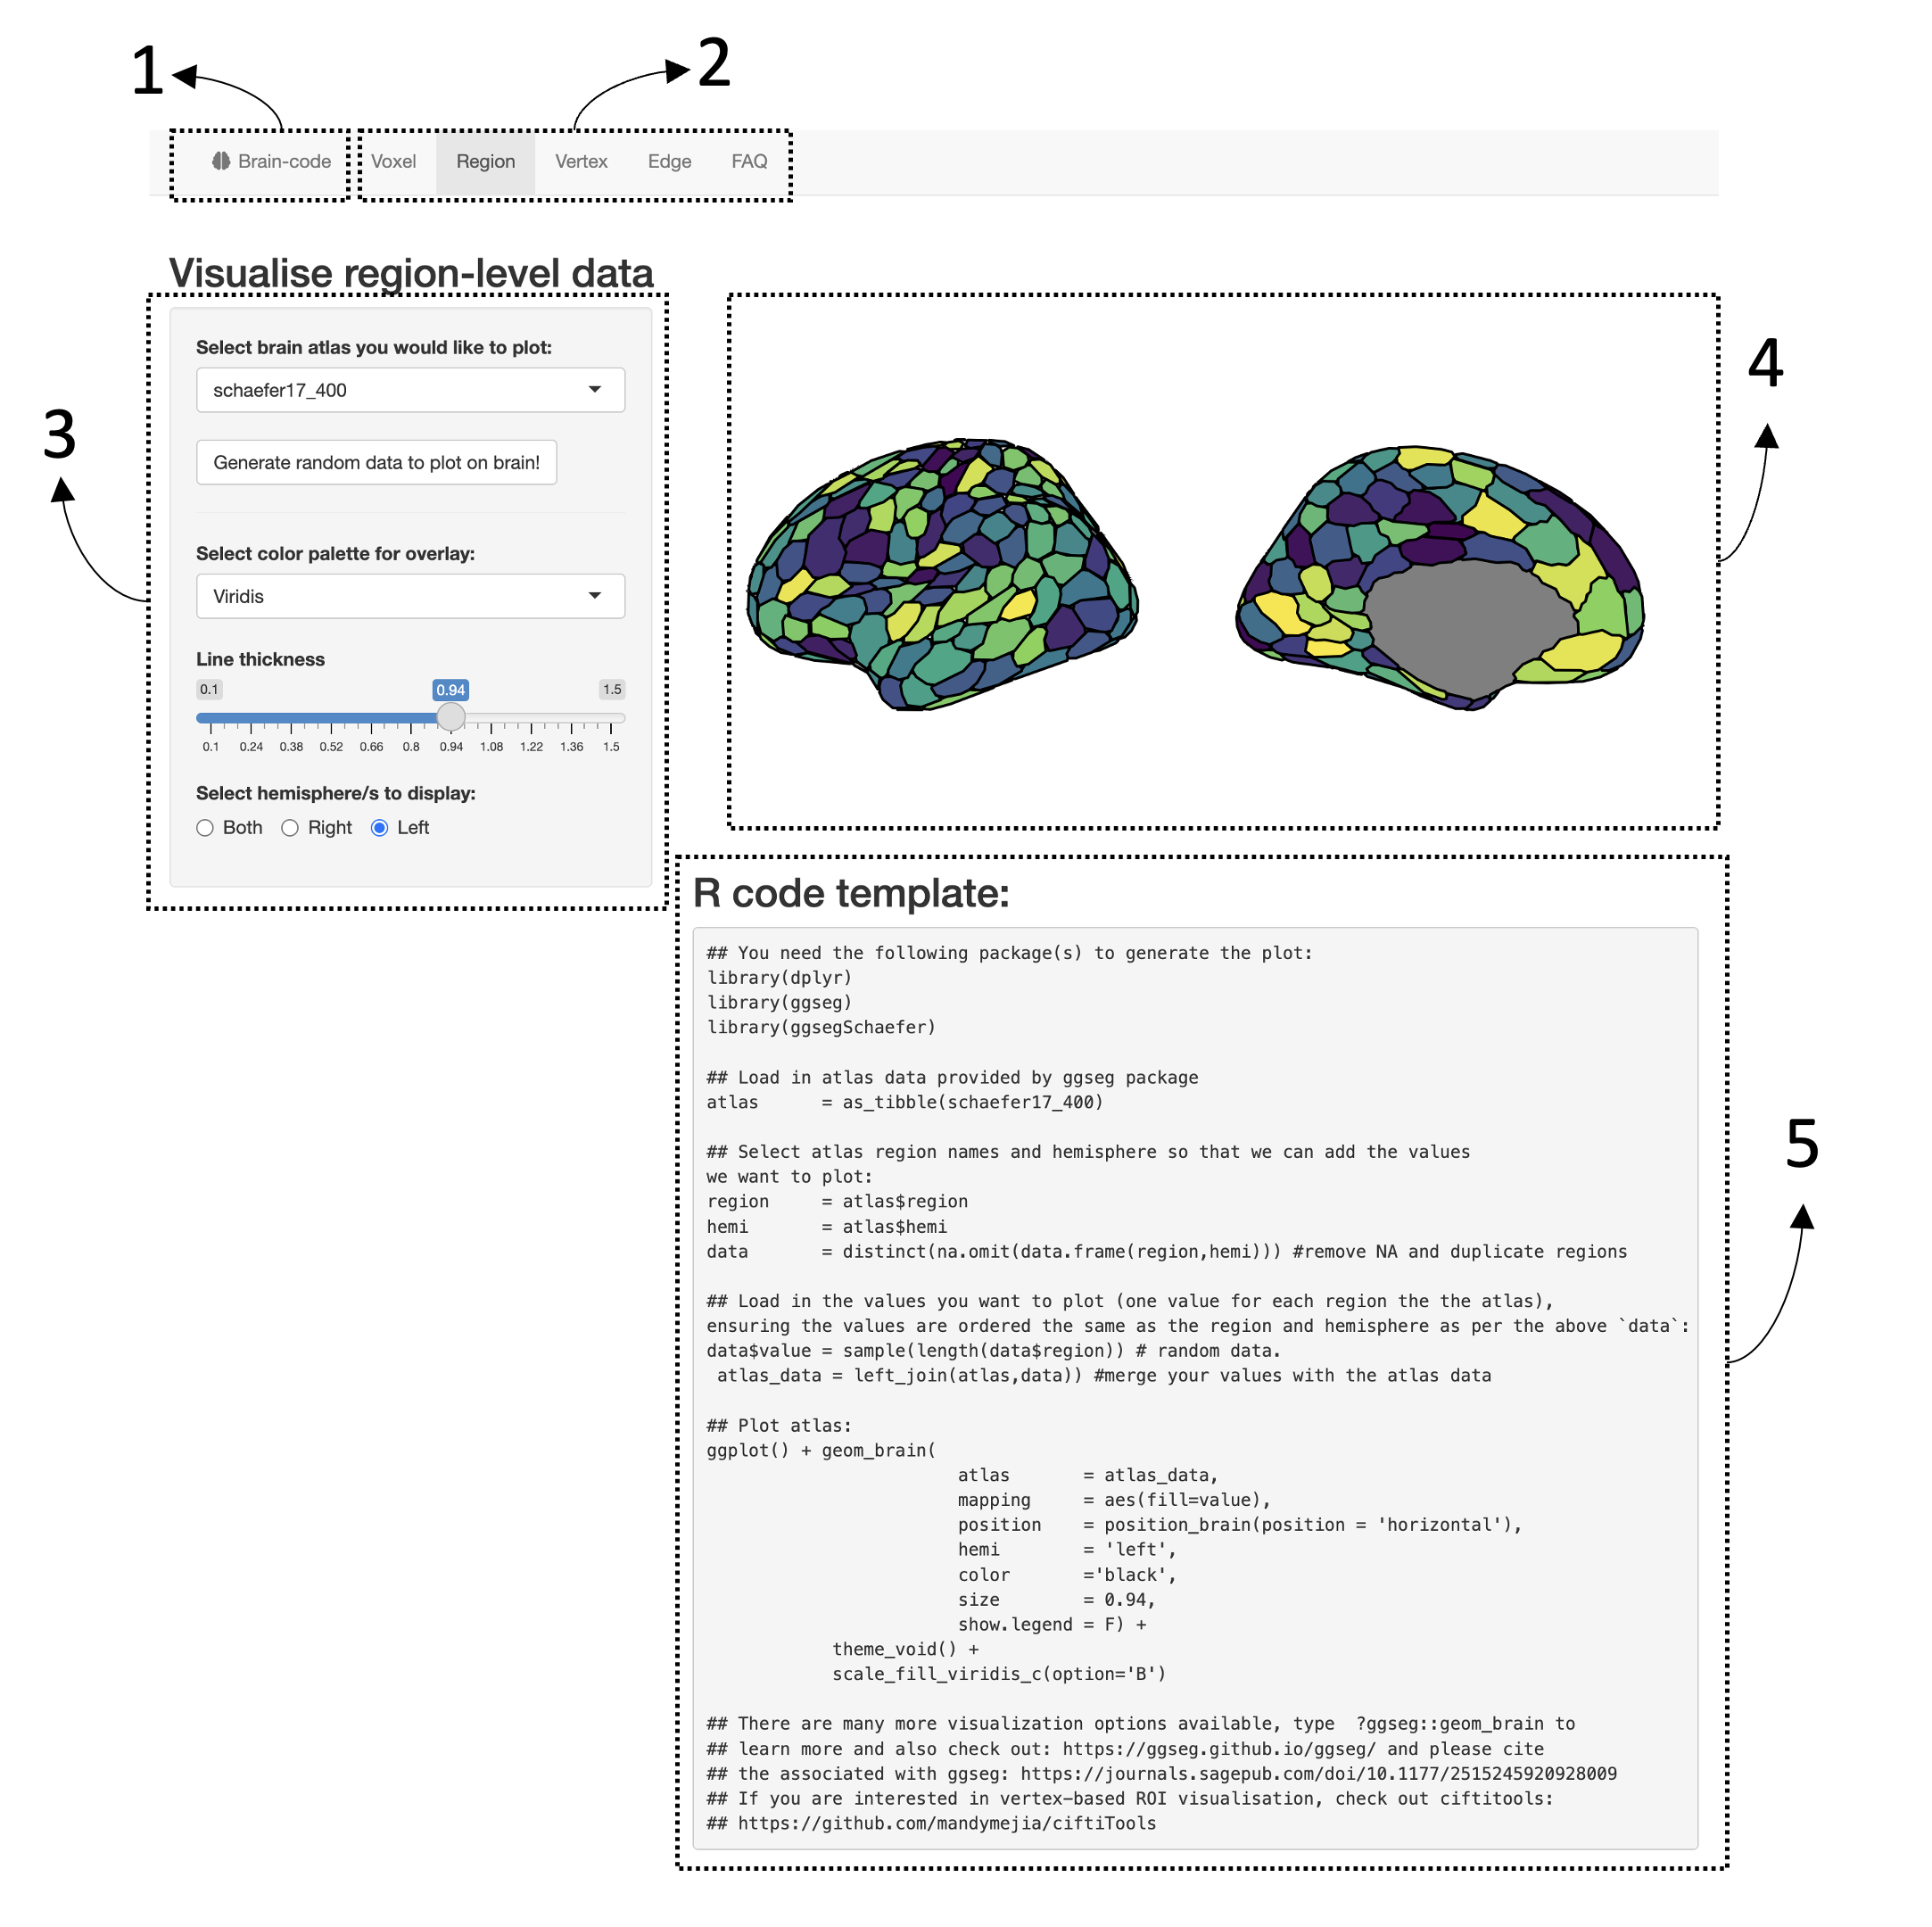 1
2
Brain-code Voxel Region Vertex Edge FAQ
Visualise region-level data
3
Select brain atlas you would like to plot:
schaefer17_400
Generate random data to plot on brain!
Select color palette for overlay:
Viridis
Line thickness
0.1 0.94 1.5
0.1 0.24 0.38 0.52 0.66 0.8 0.94 1.08 1.22 1.36 1.5
Select hemisphere/s to display:
Both Right Left
4
R code template:
## You need the following package(s) to generate the plot:
library(dplyr)
library(ggseg)
library(ggsegSchaefer)
## Load in atlas data provided by ggseg package
atlas      = as_tibble(schaefer17_400)
## Select atlas region names and hemisphere so that we can add the values
we want to plot:
region     = atlas$region
hemi       = atlas$hemi
data       = distinct(na.omit(data.frame(region,hemi))) #remove NA and duplicate regions
## Load in the values you want to plot (one value for each region the the atlas),
ensuring the values are ordered the same as the region and hemisphere as per the above `data`:
data$value = sample(length(data$region)) # random data.
 atlas_data = left_join(atlas,data)) #merge your values with the atlas data
## Plot atlas:
ggplot() + geom_brain(
                        atlas       = atlas_data,
                        mapping     = aes(fill=value),
                        position    = position_brain(position = 'horizontal'),
                        hemi        = 'left',
                        color       ='black',
                        size        = 0.94,
                        show.legend = F) +
            theme_void() +
            scale_fill_viridis_c(option='B')
## There are many more visualization options available, type  ?ggseg::geom_brain to
## learn more and also check out: https://ggseg.github.io/ggseg/ and please cite
## the associated with ggseg: https://journals.sagepub.com/doi/10.1177/2515245920928009
## If you are interested in vertex-based ROI visualisation, check out ciftitools:
## https://github.com/mandymejia/ciftiTools
5